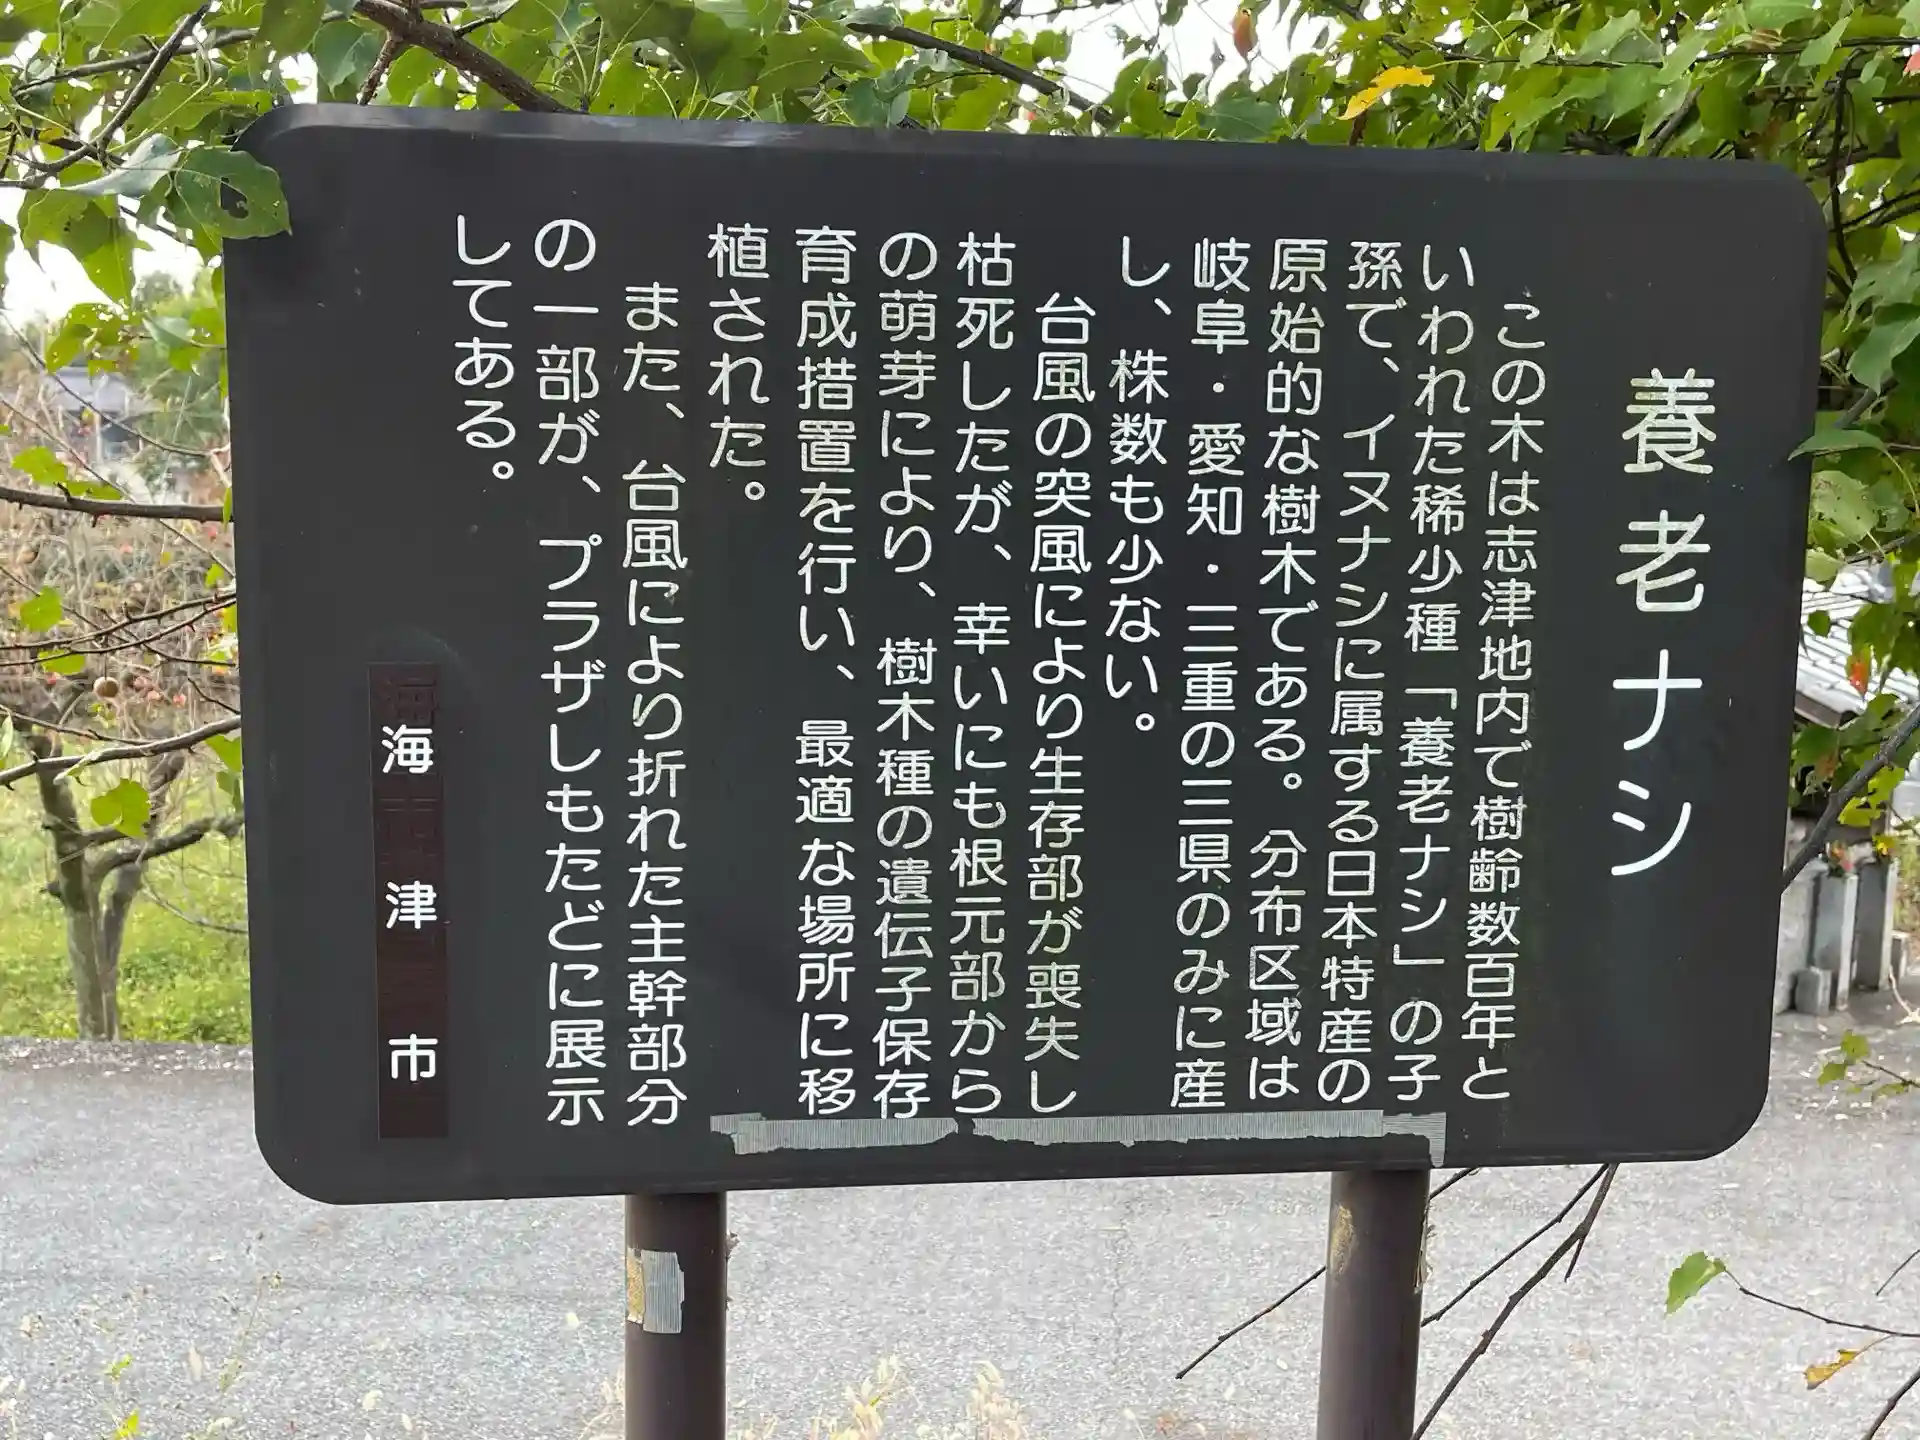 養老ナシ
この木は志津地内で樹齢数百年と
いわれた稀少種「養老ナシ」の子
孫で、イヌナシに属する日本特産の
原始的な樹木である。分布区域は
岐阜・愛知・三重の三県のみに産
し、株数も少ない。
台風の突風により生存部が喪失し
枯死したが、幸いにも根元部から
の萌芽により、樹木種の遺伝子保存
育成措置を行い、最適な場所に移
植された。
また、台風により折れた主幹部分
の一部が、プラザしもたどに展示
してある。
海津市